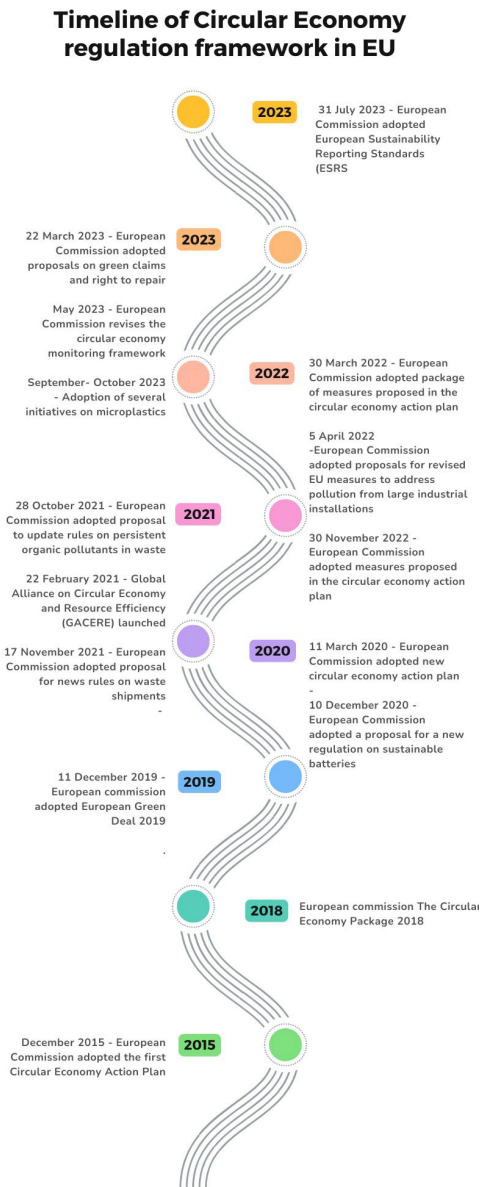 Timeline of Circular Economy
regulation framework in EU
2023
31 July 2023 - European
Commission adopted
European Sustainability
Reporting Standards
(ESRS
2023
22 March 2023 - European
Commission adopted
proposals on green claims
and right to repair
May 2023 - European
Commission revises the
circular economy
monitoring framework
September- October 2023
- Adoption of several
initiatives on microplastics
2022
30 March 2022 - European
Commission adopted package
of measures proposed in the
circular economy action plan
5 April 2022
-European Commission
adopted proposals for revised
EU measures to address
pollution from large industrial
installations
30 November 2022 -
European Commission
adopted measures proposed
in the circular economy action
plan
2021
28 October 2021 - European
Commission adopted proposal
to update rules on persistent
organic pollutants in waste
22 February 2021 - Global
Alliance on Circular Economy
and Resource Efficiency
(GACERE) launched
17 November 2021 - European
Commission adopted proposal
for news rules on waste
shipments
-
2020
11 March 2020 - European
Commission adopted new
circular economy action plan
-
10 December 2020 -
European Commission
adopted a proposal for a new
regulation on sustainable
batteries
2019
11 December 2019 -
European commission
adopted European Green
Deal 2019
.
2018
European commission The Circular
Economy Package 2018
2015
December 2015 - European
Commission adopted the first
Circular Economy Action Plan